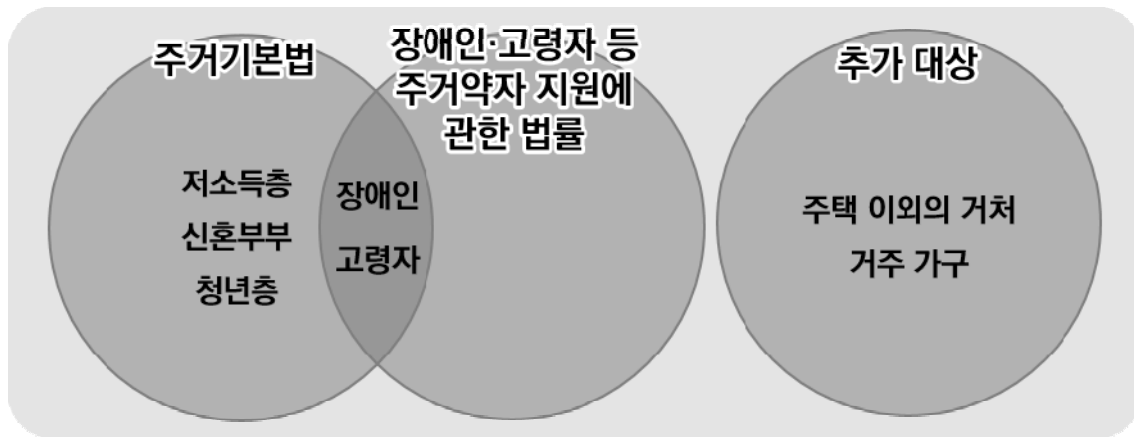 주거기본법
저소득층
신혼부부
청년층
장애인
고령자
장애인·고령자 등
주거약자 지원에
관한 법률
추가 대상
주택 이외의 거처
거주 가구